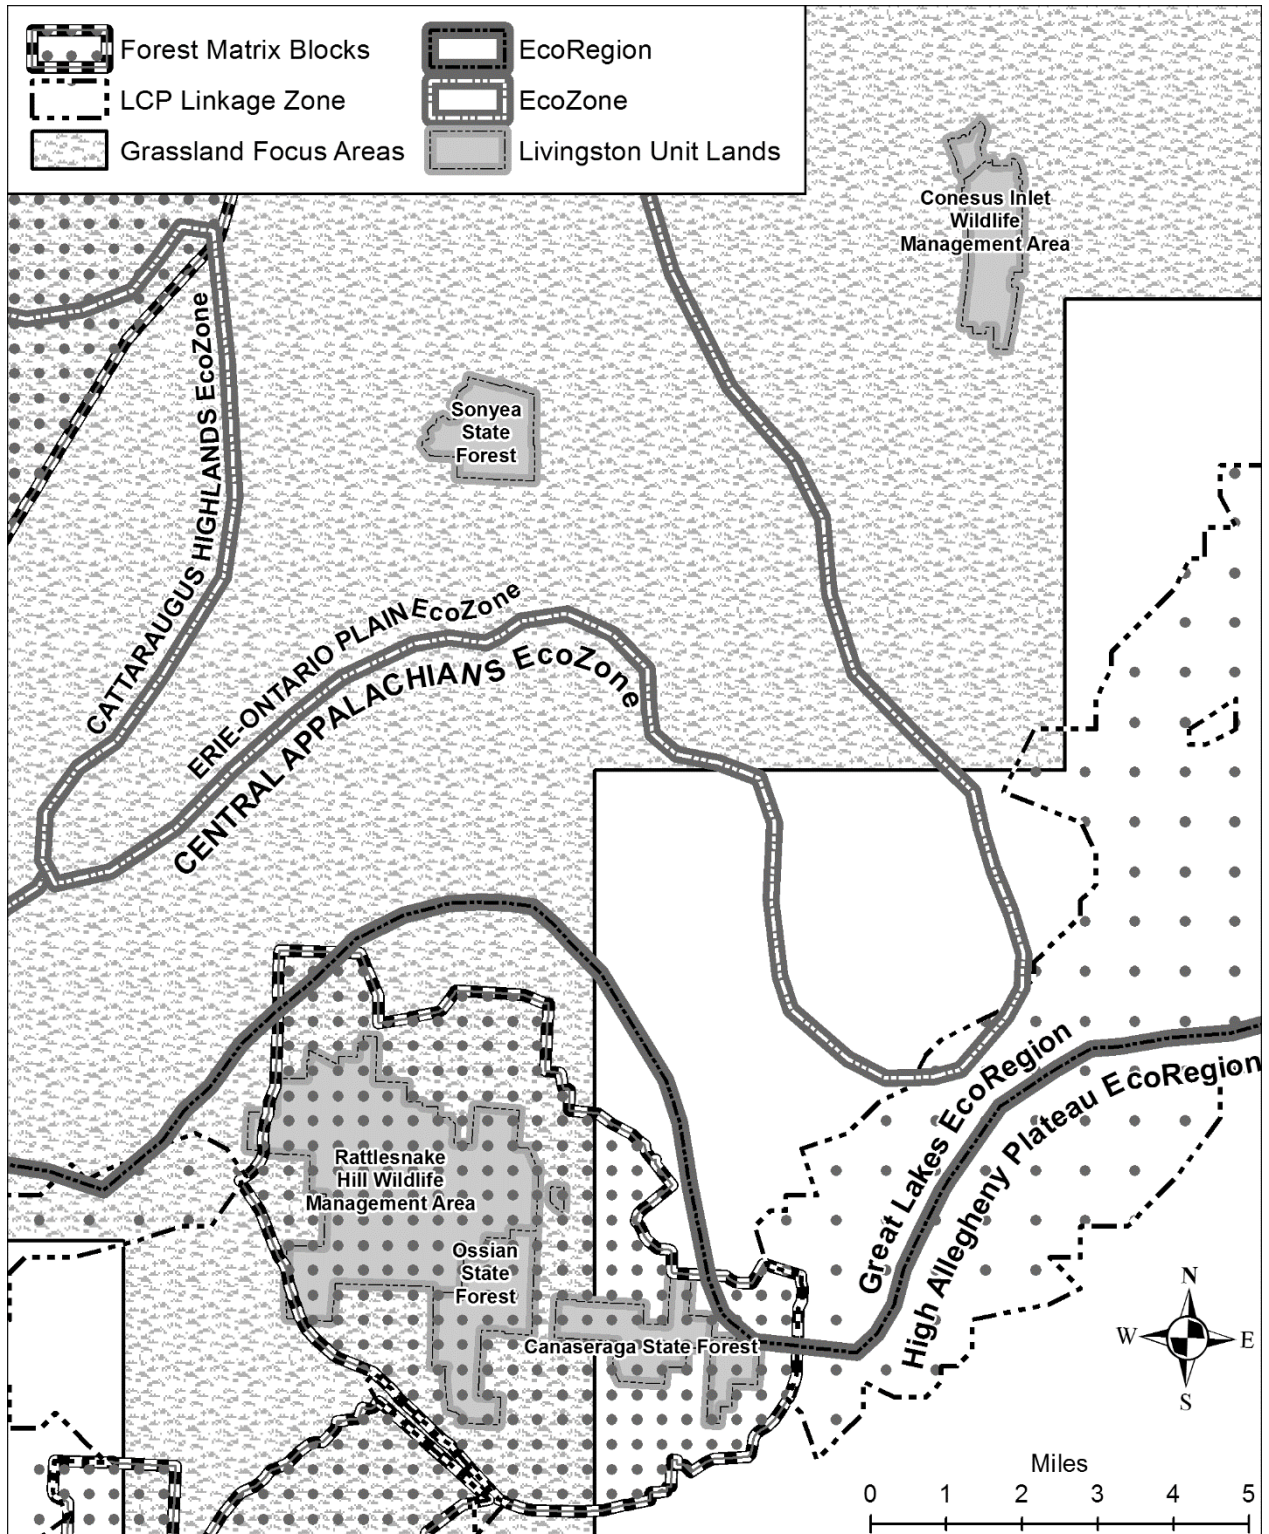 Forest Matrix Blocks
EcoRegion
LCP Linkage Zone
EcoZone
Grassland Focus Areas
Livingston Unit Lands
Conesus Inlet
Wildlife
Management Area
CATTARAUGUS HIGHLANDS EcoZone
Sonyea
State
Forest
ERIE-ONTARIO PLAIN EcoZone
CENTRAL APPALACHIANS EcoZone
Great Lakes EcoRegion
High Allegheny Plateau EcoRegion
Rattlesnake
Hill Wildlife
Management Area
Ossian
State
Forest
Canaseraga State Forest
N
W E
S
Miles
0 1 2 3 4 5